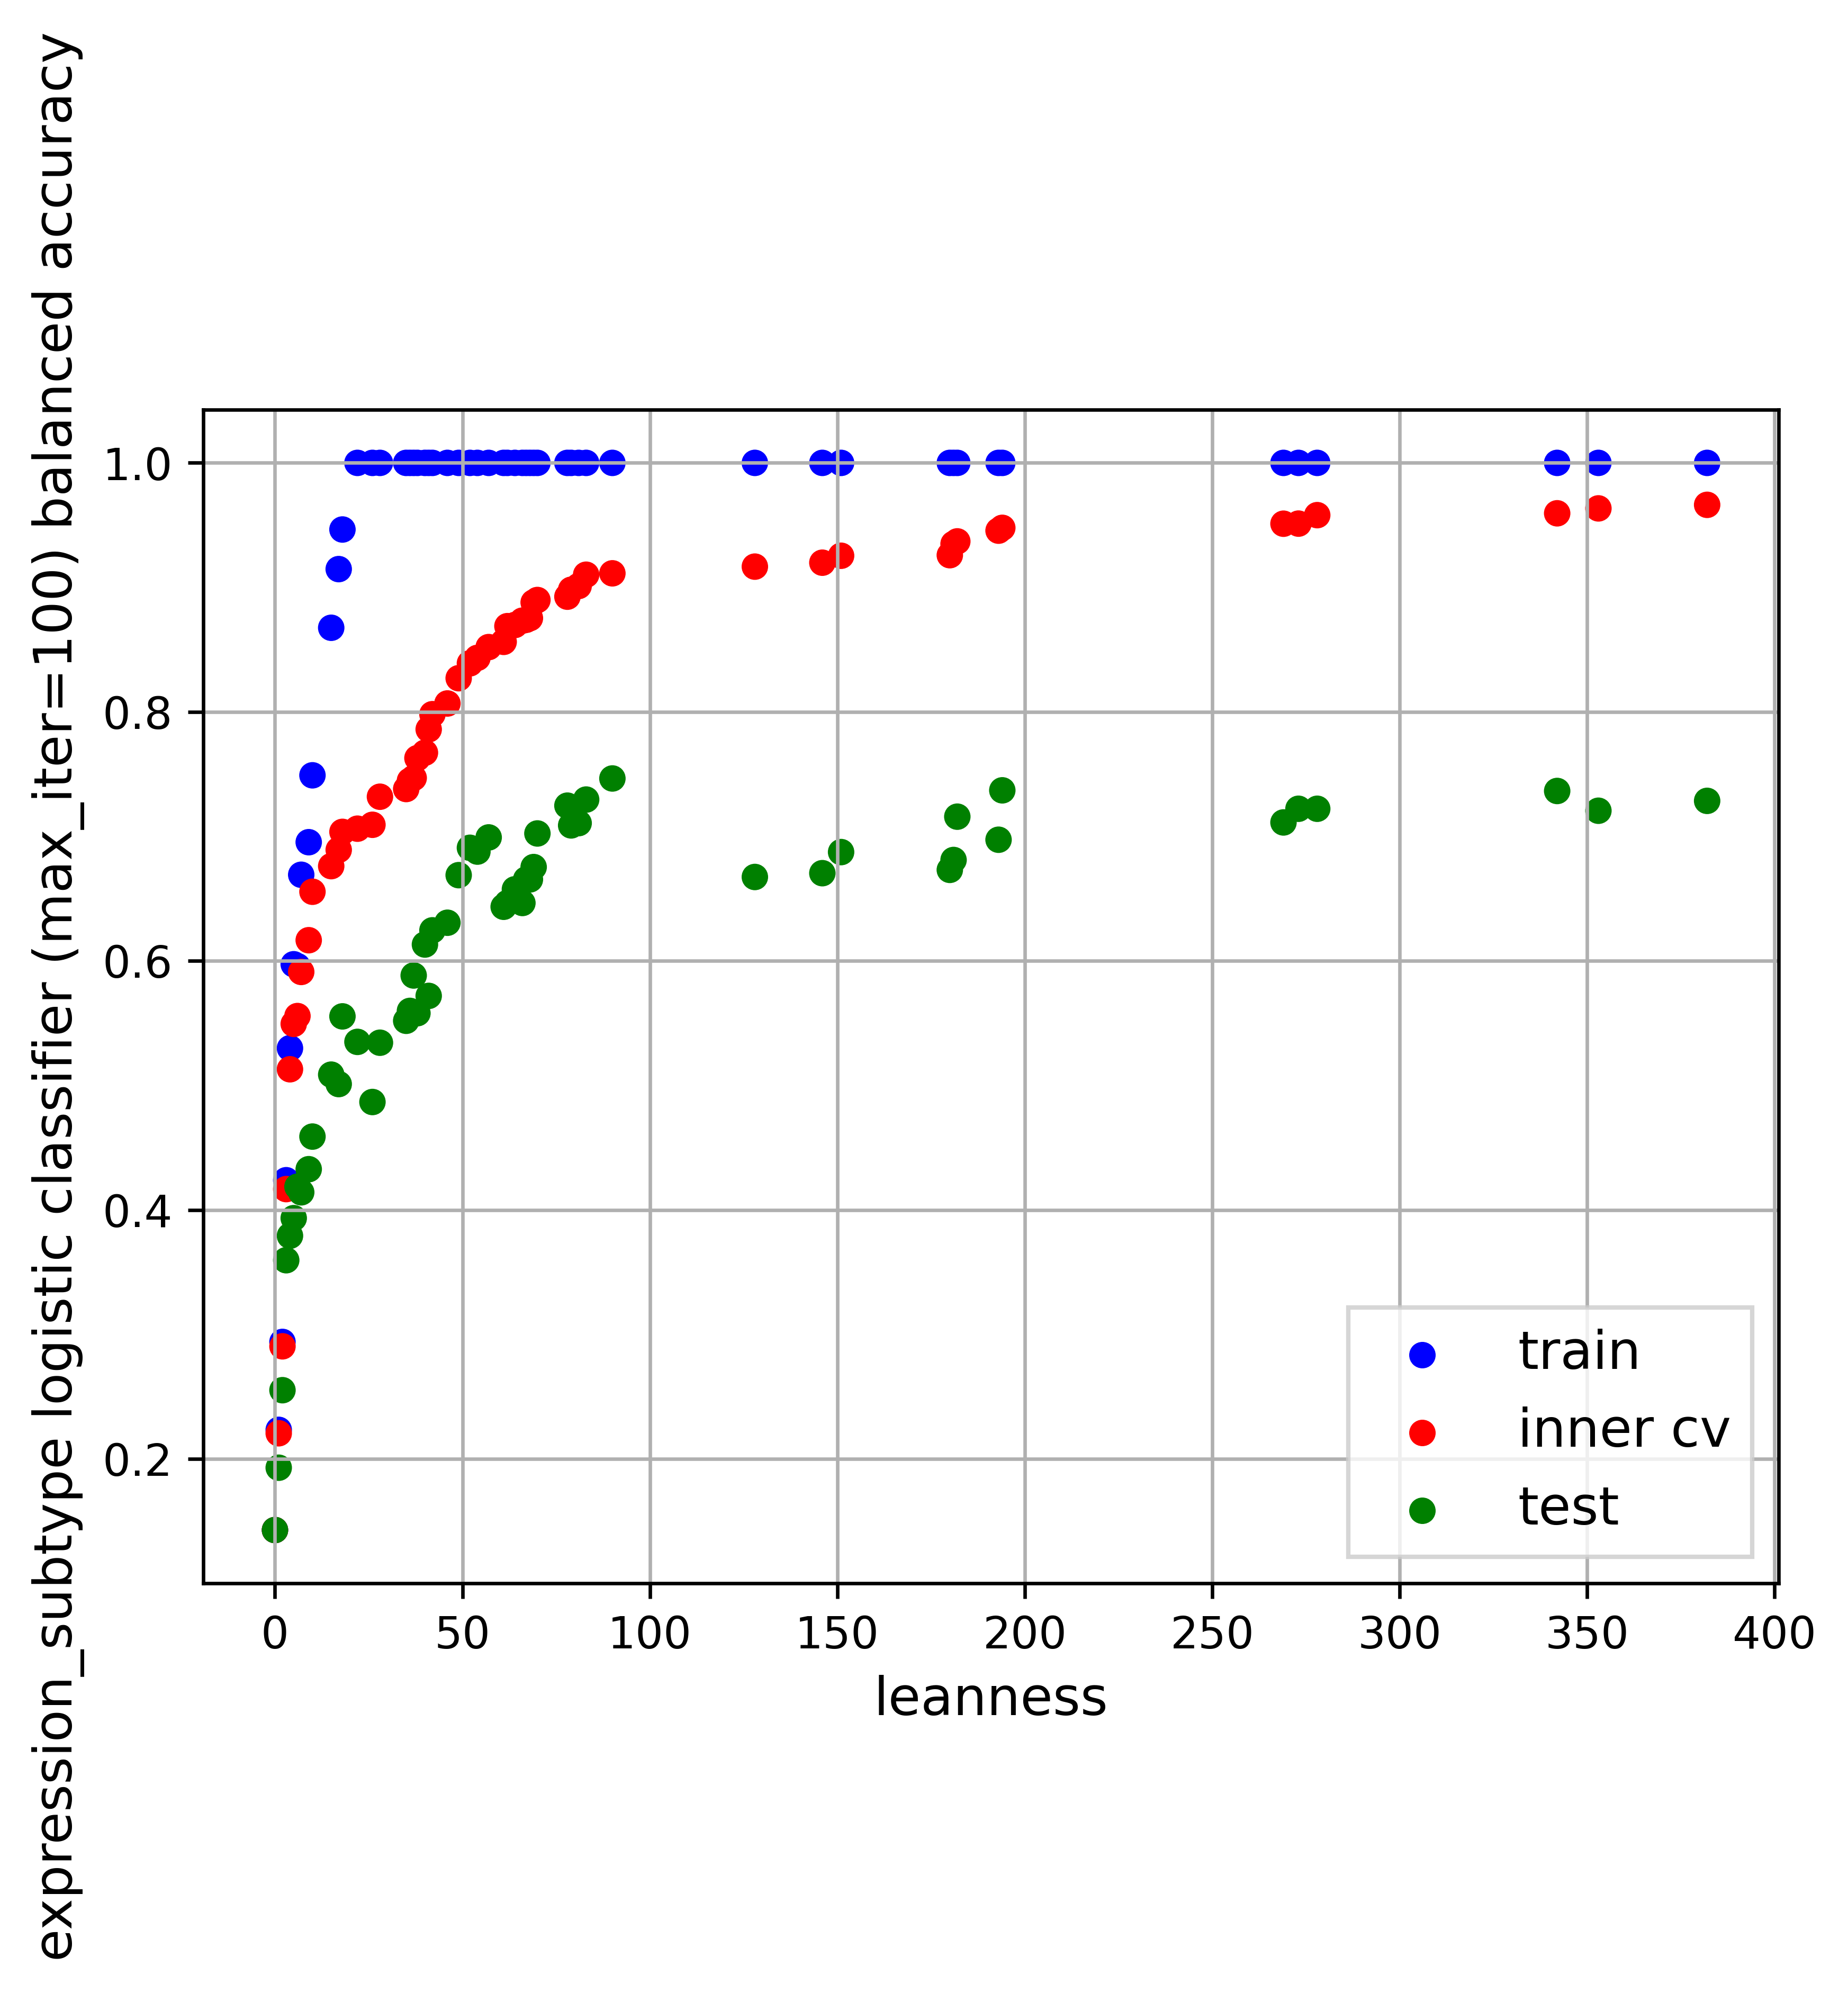 expression_subtype logistic classifier (max_iter=100) balanced accuracy
1.0
0.8
0.6
0.4
0.2
train
inner cv
test
0 50 100 150 200 250 300 350 400
leanness